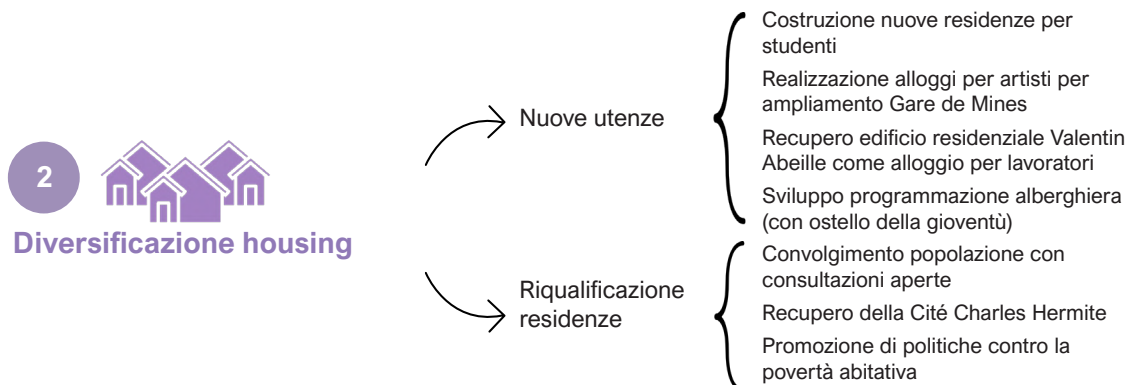 2
Diversificazione housing
Nuove utenze
Costruzione nuove residenze per
studenti
Realizzazione alloggi per artisti per
ampliamento Gare de Mines
Recupero edificio residenziale Valentin
Abeille come alloggio per lavoratori
Sviluppo programmazione alberghiera
(con ostello della gioventù)
Riqualificazione
residenze
Convolgimento popolazione con
consultazioni aperte
Recupero della Cité Charles Hermite
Promozione di politiche contro la
povertà abitativa